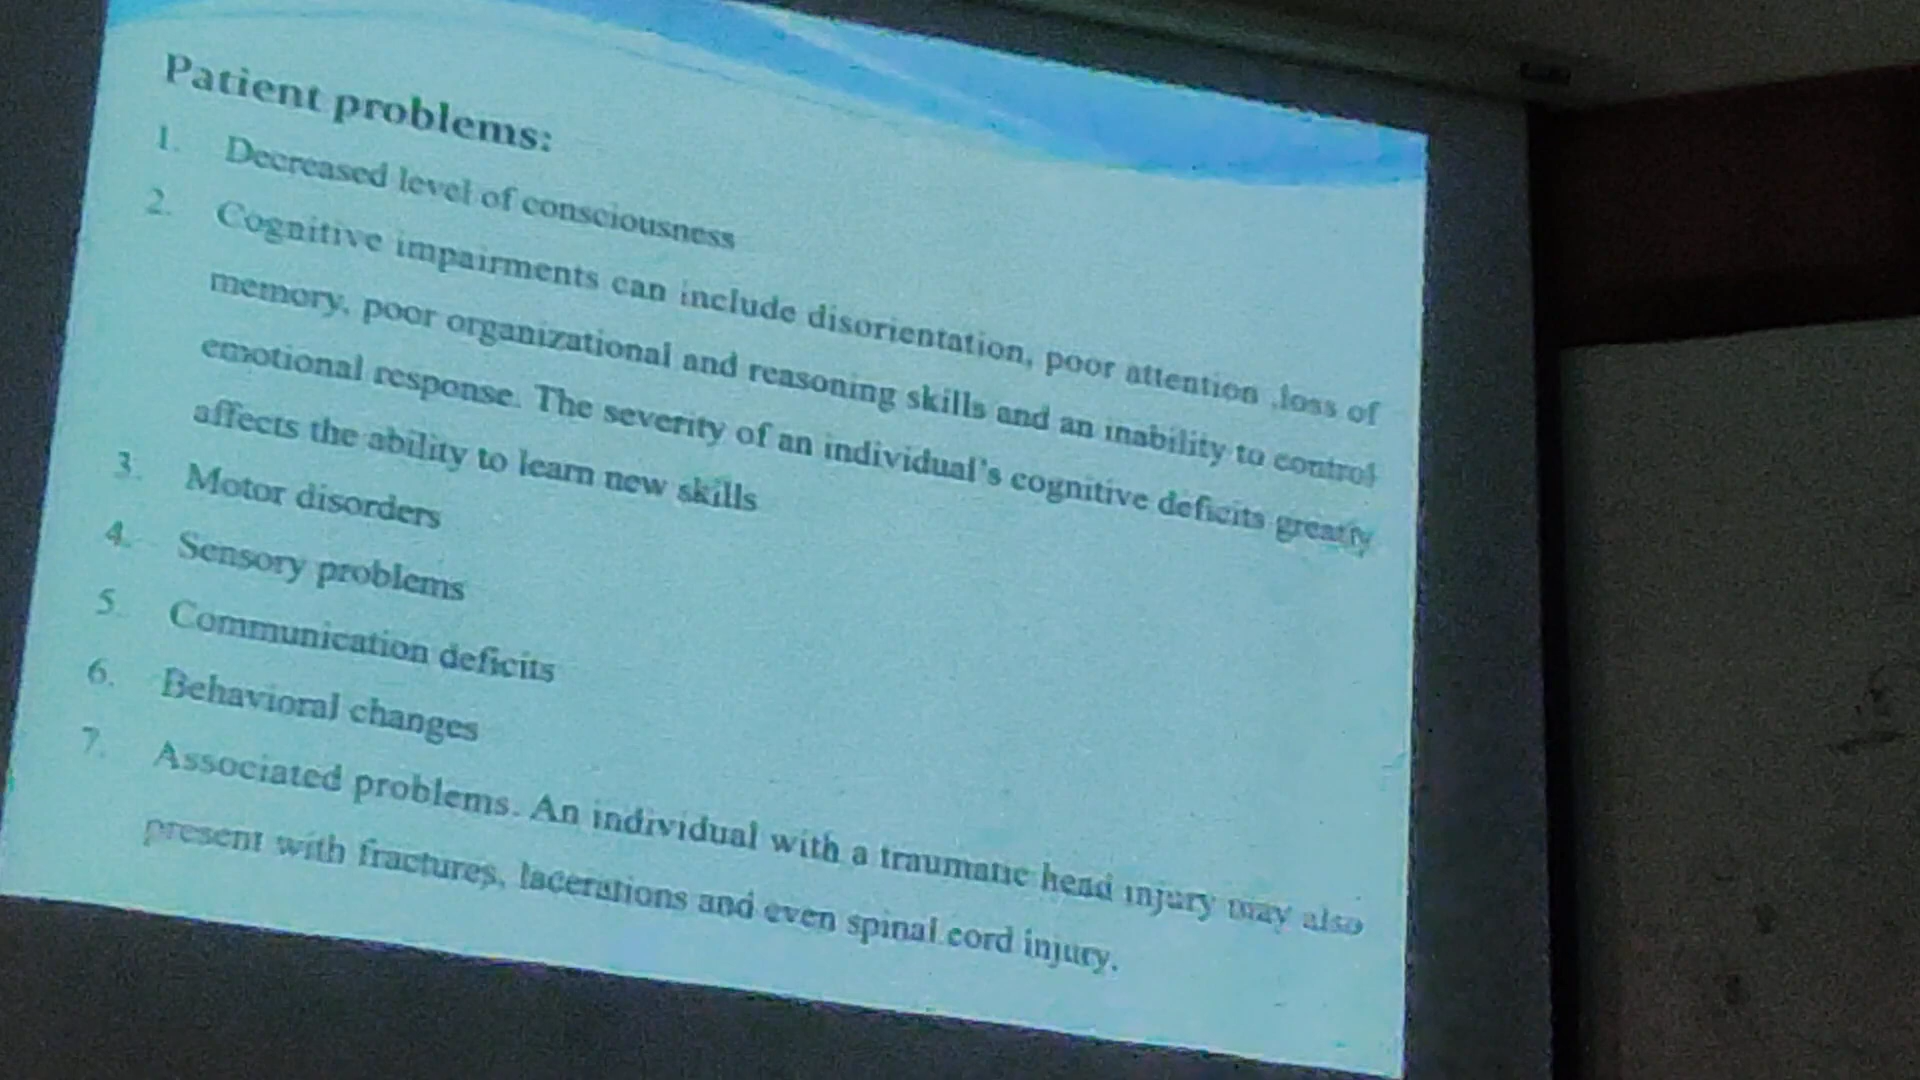 Patient problems:
1. Decreased level of consciousness
2. Cognitive impairments can include disorientation, poor attention ,loss of
memory, poor organizational and reasoning skills and an inability to control
emotional response. The severity of an individual's cognitive deficits greatly
affects the ability to learn new skills
3. Motor disorders
4. Sensory problems
5. Communication deficits
6. Behavioral changes
7. Associated problems. An individual with a traumatic head injury may also
present with fractures, lacerations and even spinal cord injury.